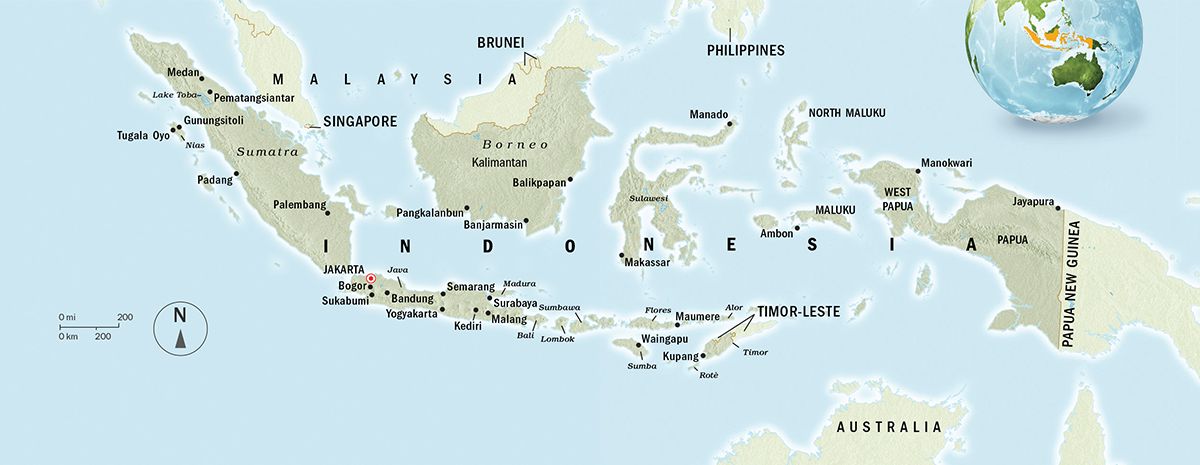 BRUNEI
PHILIPPINES
MALAYSIA
Medan
Lake Toba
Pematangsiantar
Gunungsitoli
Tugala Oyo
Nias
SINGAPORE
Sumatra
Padang
Palembang
Borneo
Kalimantan
Balikpapan
Pangkalanbun
Banjarmasin
Manado
NORTH MALUKU
Sulawesi
Makassar
MALUKU
Ambon
Manokwari
WEST
PAPUA
Jayapura
PAPUA
PAPUA NEW GUINEA
INDONESIA
JAKARTA
Java
Bogor
Sukabumi
Bandung
Semarang
Madura
Surabaya
Yogyakarta
Kediri
Malang
Bali
Lombok
Sumbawa
Flores
Alor
Maumere
TIMOR-LESTE
Waingapu
Sumba
Kupang
Timor
Rotè
AUSTRALIA
0 mi 200
0 km 200
N